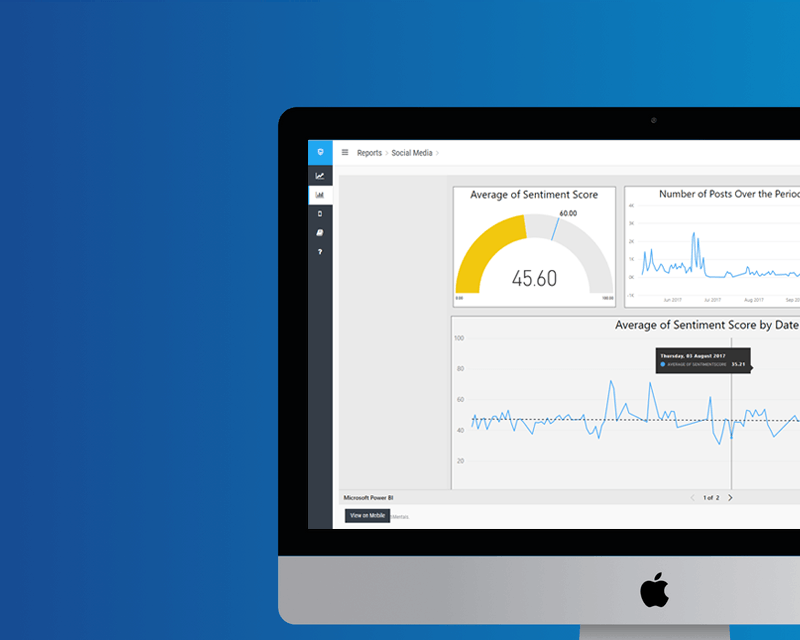 Reports > Social Media >
Average of Sentiment Score
60.00
45.60
0.00
100.00
Number of Posts Over the Period
4K
3K
2K
1K
0K
-1K
Jun 2017 Jul 2017 Aug 2017 Sep
Average of Sentiment Score by Date
100
80
60
40
20
Thursday, 03 August 2017
AVERAGE OF SENTIMENTSCORE 35.21
Microsoft Power BI
1 of 2
View on Mobile
?